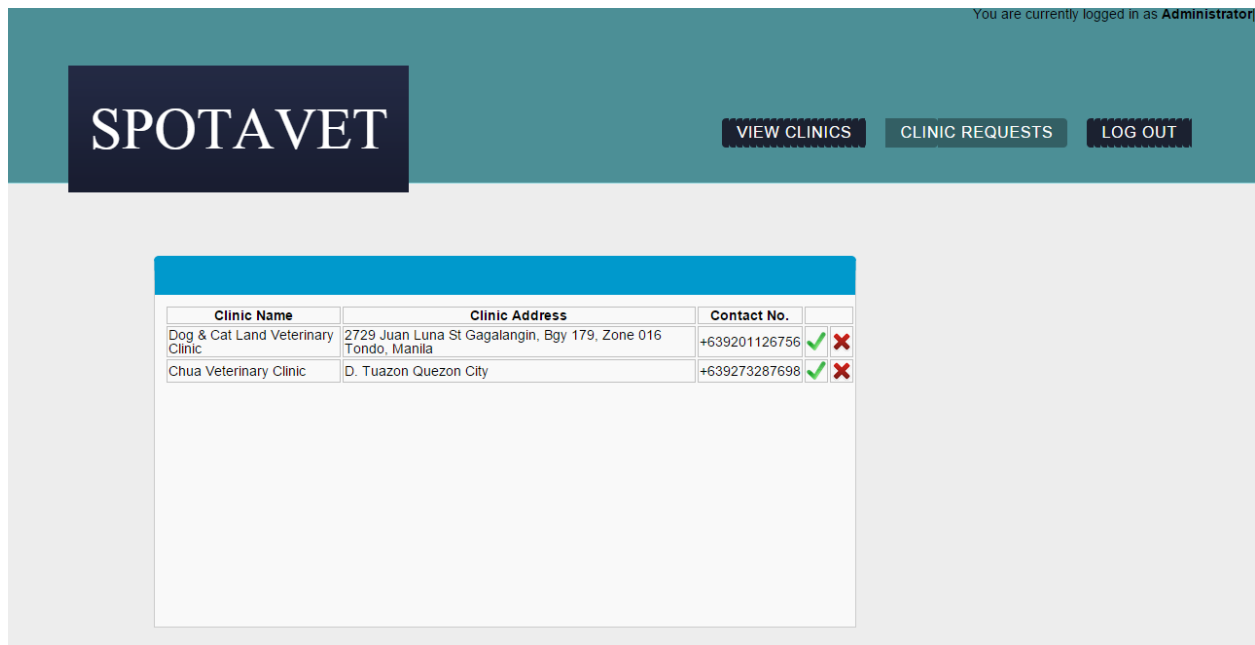 You are currently logged in as Administrator
SPOTAVET
VIEW CLINICS CLINIC REQUESTS LOG OUT
Clinic Name Clinic Address Contact No.
Dog & Cat Land Veterinary Clinic 2729 Juan Luna St Gagalangin, Bgy 179, Zone 016 Tondo, Manila +639201126756
Chua Veterinary Clinic D. Tuazon Quezon City +639273287698